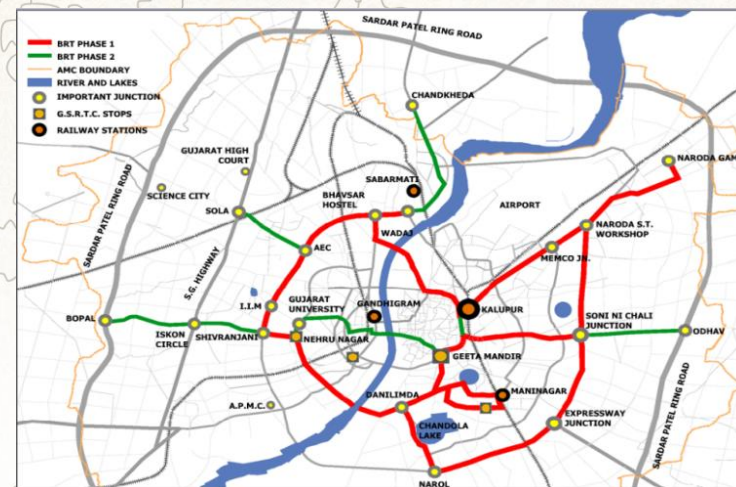 SARDAR PATEL RING ROAD
BRT PHASE 1
BRT PHASE 2
AMC BOUNDARY
RIVER AND LAKES
IMPORTANT JUNCTION
G.S.R.T.C. STOPS
RAILWAY STATIONS
CHANDKHEDA
GUJARAT HIGH
COURT
NARODA GAM
SABARMATI
SCIENCE CITY
BHAVSAR
HOSTEL
AIRPORT
SARDAR PATEL RING ROAD
SOLA
WADAJ
NARODA S.T.
WORKSHOP
AEC
MEMCO JN.
S.G. HIGHWAY
I.I.M
GUJARAT
UNIVERSITY
GANDHIGRAM
KALUPUR
BOPAL
SONI NI CHALI
JUNCTION
ISKON
CIRCLE
SHIVRANJANI
NEHRU NAGAR
ODHAV
GEETA MANDIR
MANINAGAR
A.P.M.C.
DANILIMDA
CHANDOLA
LAKE
EXPRESSWAY
JUNCTION
SARDAR PATEL RING ROAD
NAROL